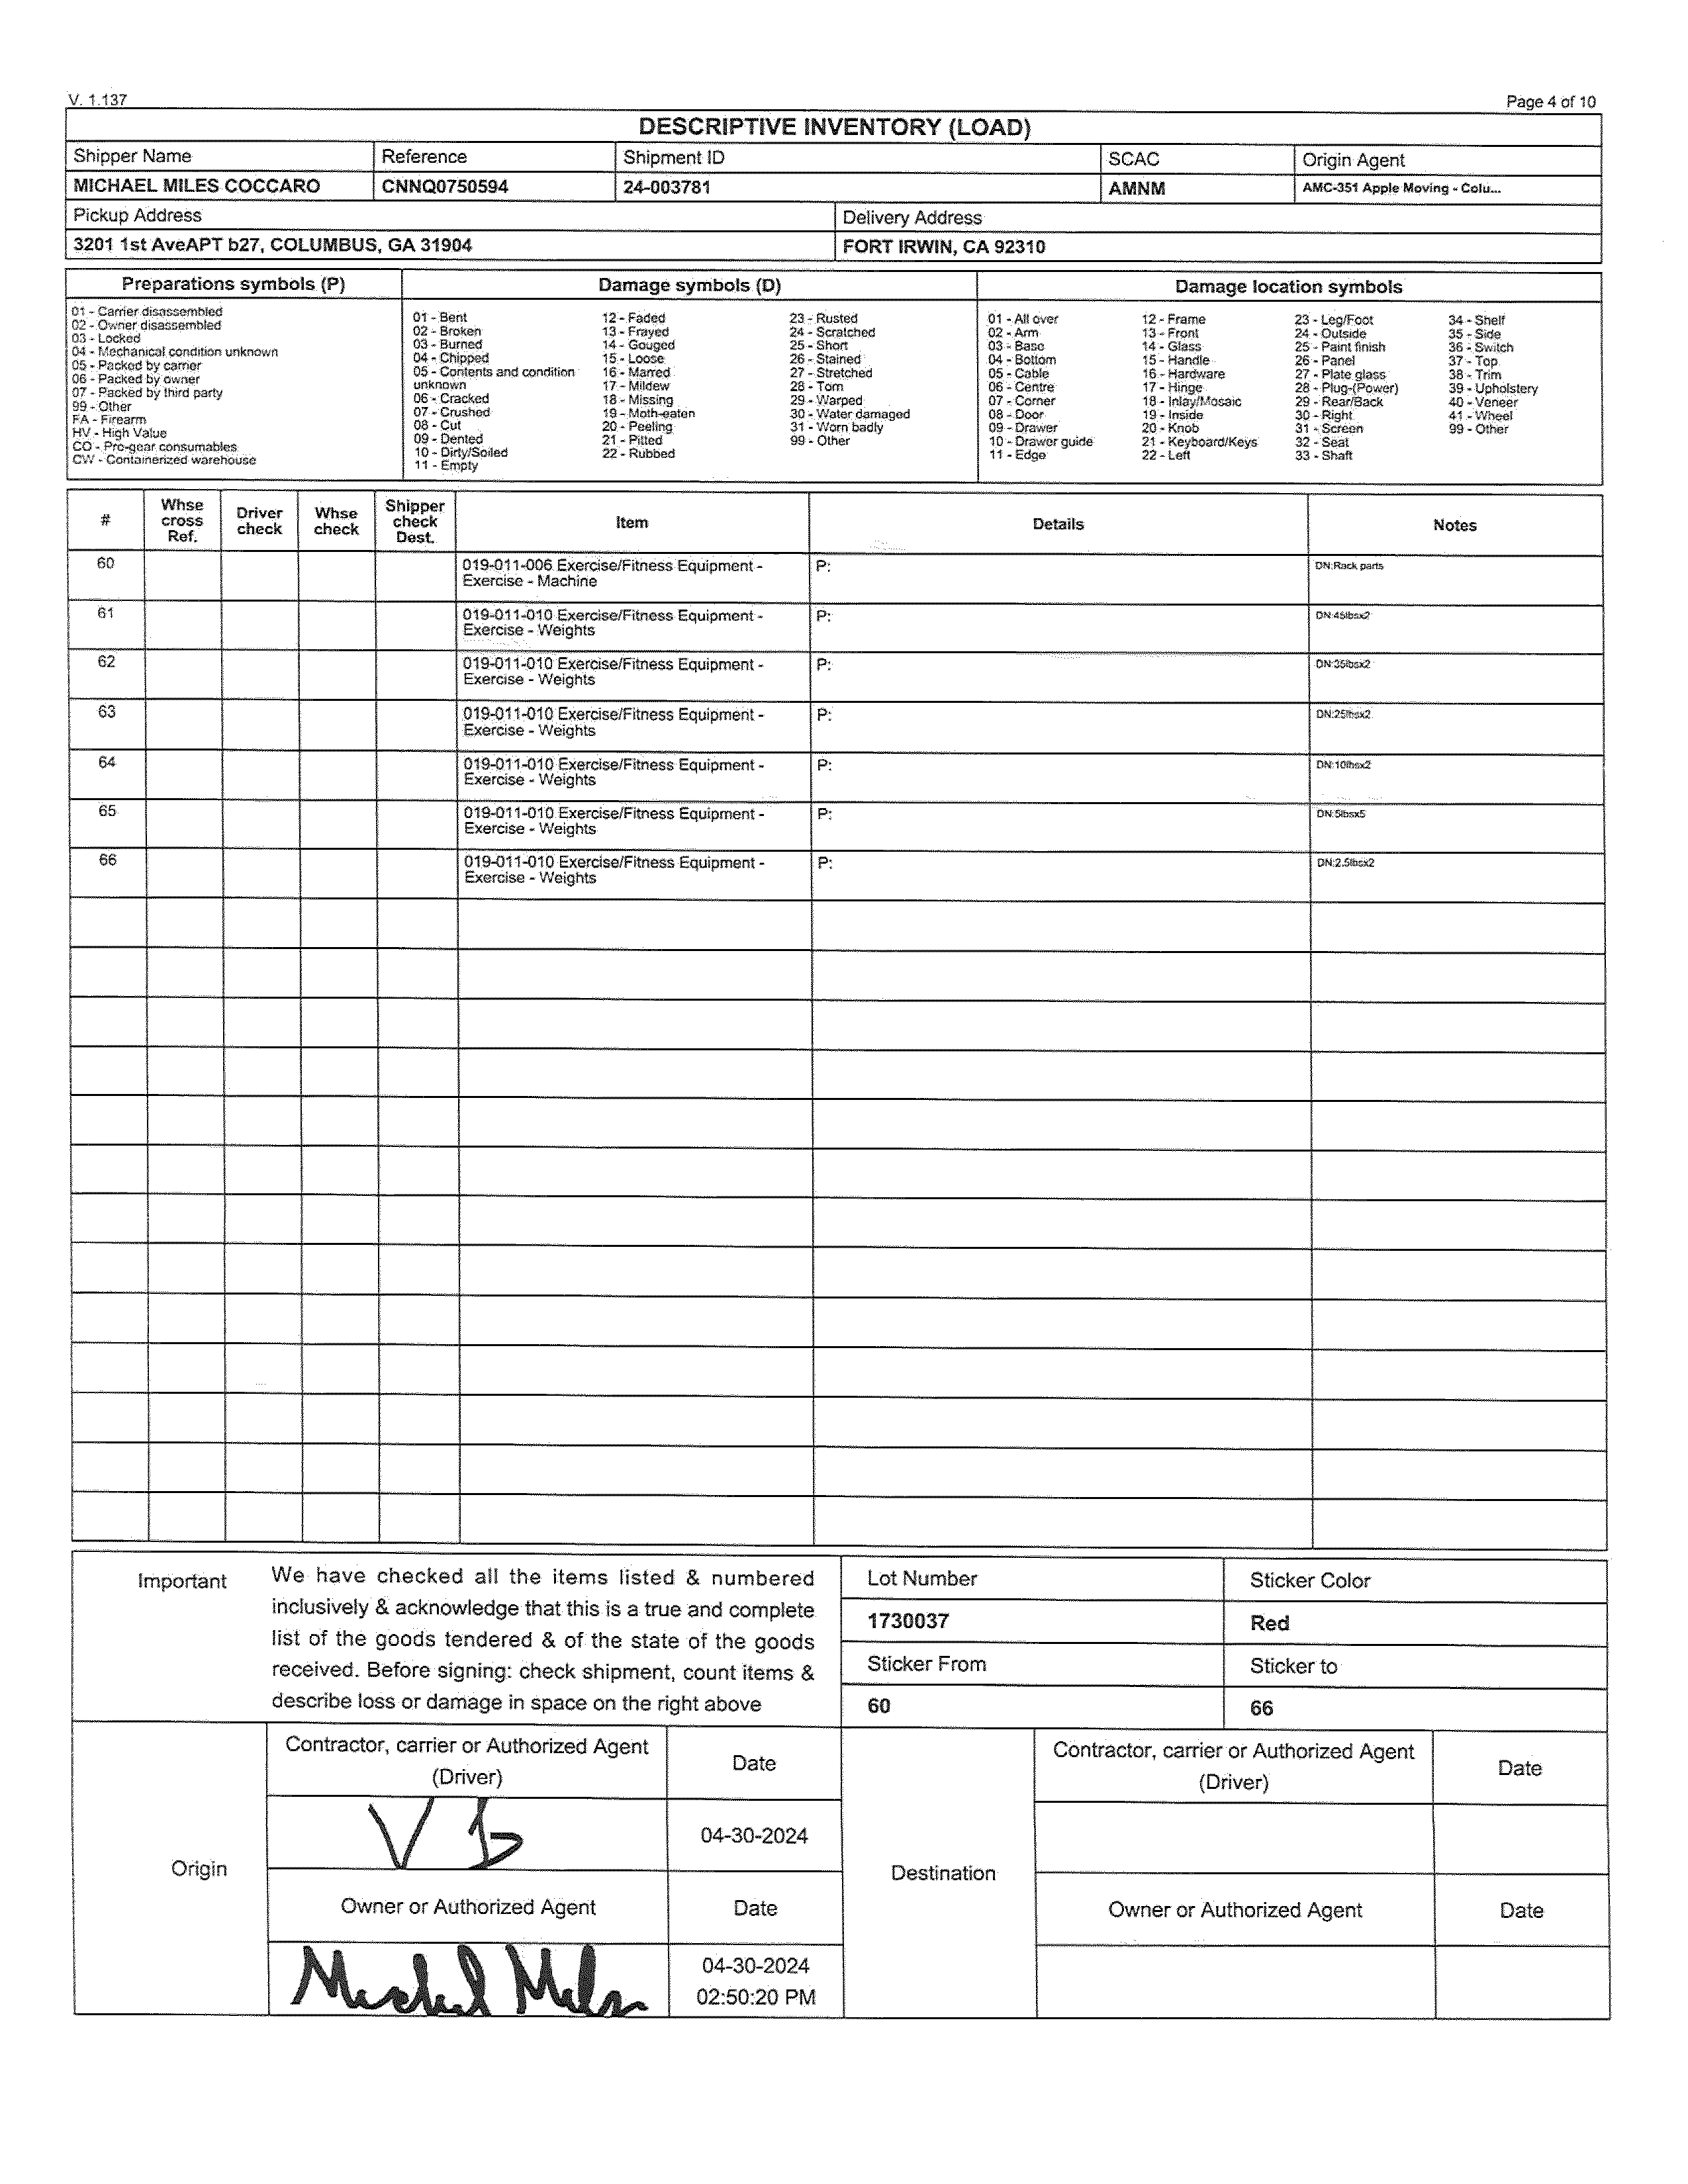 V. 1.137
Page 4 of 10
DESCRIPTIVE INVENTORY (LOAD)
Shipper Name Reference Shipment ID SCAC Origin Agent
MICHAEL MILES COCCARO CNNQ0750594 24-003781 AMNM AMC-351 Apple Moving - Colu...
Pickup Address Delivery Address
3201 1st AveAPT b27, COLUMBUS, GA 31904 FORT IRWIN, CA 92310
Preparations symbols (P)
01 - Carrier disassembled
02 - Owner disassembled
03 - Locked
04 - Mechanical condition unknown
05 - Packed by carrier
06 - Packed by owner
07 - Packed by third party
99 - Other
FA - Firearm
HV - High Value
CO - Pro-gear consumables
CW - Containerized warehouse
Damage symbols (D)
01 - Bent
02 - Broken
03 - Burned
04 - Chipped
05 - Contents and condition
unknown
06 - Cracked
07 - Crushed
08 - Cut
09 - Dented
10 - Dirty/Soiled
11 - Empty
12 - Faded
13 - Frayed
14 - Gouged
15 - Loose
16 - Marred
17 - Mildew
18 - Missing
19 - Moth-eaten
20 - Peeling
21 - Pitted
22 - Rubbed
23 - Rusted
24 - Scratched
25 - Short
26 - Stained
27 - Stretched
28 - Torn
29 - Warped
30 - Water damaged
31 - Worn badly
99 - Other
Damage location symbols
01 - All over
02 - Arm
03 - Base
04 - Bottom
05 - Cable
06 - Centre
07 - Corner
08 - Door
09 - Drawer
10 - Drawer guide
11 - Edge
12 - Frame
13 - Front
14 - Glass
15 - Handle
16 - Hardware
17 - Hinge
18 - Inlay/Mosaic
19 - Inside
20 - Knob
21 - Keyboard/Keys
22 - Left
23 - Leg/Foot
24 - Outside
25 - Paint finish
26 - Panel
27 - Plate glass
28 - Plug-(Power)
29 - Rear/Back
30 - Right
31 - Screen
32 - Seat
33 - Shaft
34 - Shelf
35 - Side
36 - Switch
37 - Top
38 - Trim
39 - Upholstery
40 - Veneer
41 - Wheel
99 - Other
# Whse cross Ref. Driver check Whse check Shipper check Dest. Item Details Notes
60 019-011-006 Exercise/Fitness Equipment - P: DN:Rack parts
Exercise - Machine
61 019-011-010 Exercise/Fitness Equipment - P: DN:45lbsx2
Exercise - Weights
62 019-011-010 Exercise/Fitness Equipment - P: DN:35lbsx2
Exercise - Weights
63 019-011-010 Exercise/Fitness Equipment - P: DN:25lbsx2
Exercise - Weights
64 019-011-010 Exercise/Fitness Equipment - P: DN:10lbsx2
Exercise - Weights
65 019-011-010 Exercise/Fitness Equipment - P: DN:5lbsx5
Exercise - Weights
66 019-011-010 Exercise/Fitness Equipment - P: DN:2.5lbsx2
Exercise - Weights
Important
We have checked all the items listed & numbered
inclusively & acknowledge that this is a true and complete
list of the goods tendered & of the state of the goods
received. Before signing: check shipment, count items &
describe loss or damage in space on the right above
Lot Number Sticker Color
1730037 Red
Sticker From Sticker to
60 66
Origin
Contractor, carrier or Authorized Agent
(Driver)
Date
V B
04-30-2024
Owner or Authorized Agent Date
Michael Miles
04-30-2024
02:50:20 PM
Destination
Contractor, carrier or Authorized Agent
(Driver)
Date
Owner or Authorized Agent Date